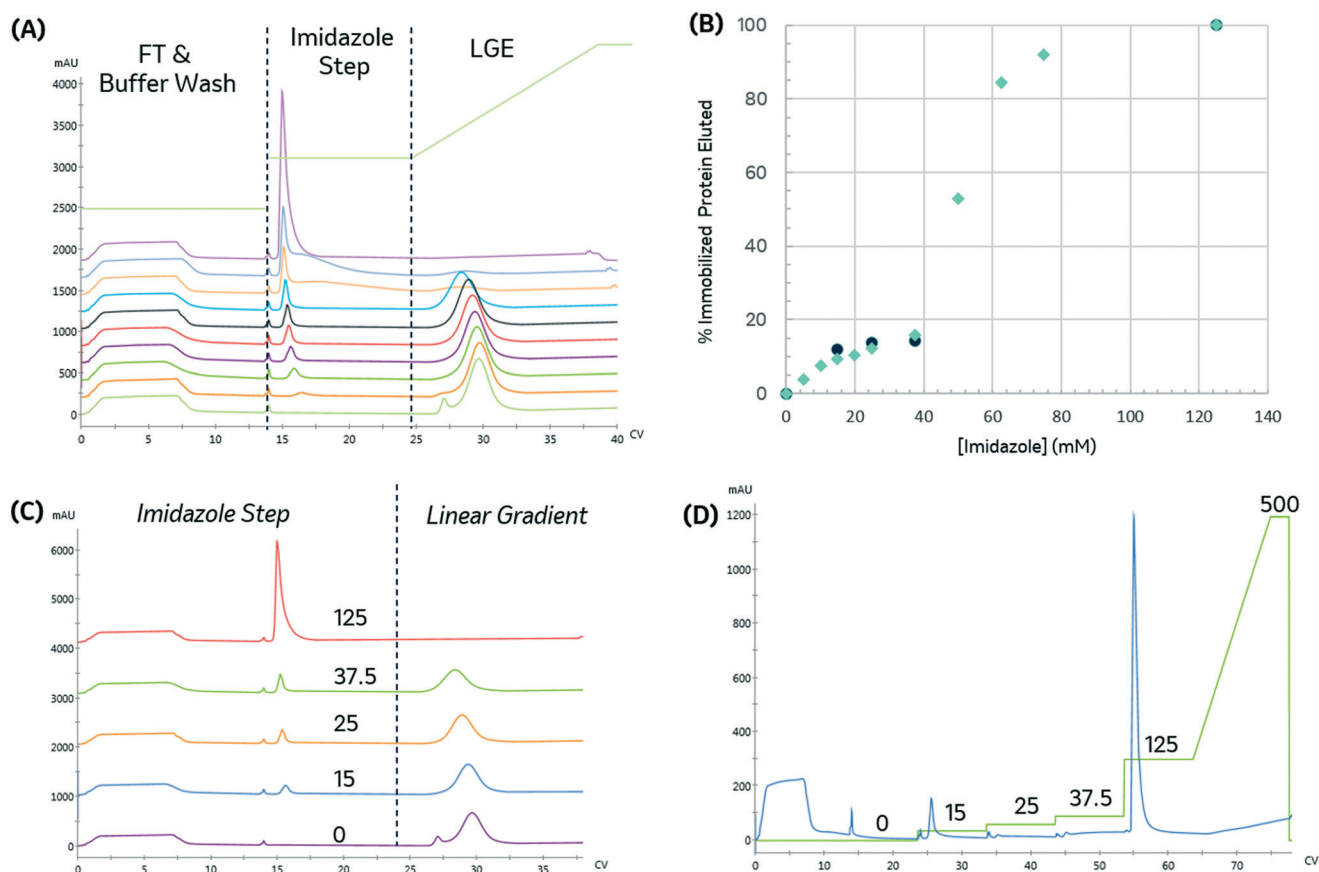 (A)
FT &
Buffer Wash
Imidazole
Step
LGE
mAU
4000
3500
3000
2500
2000
1500
1000
500
0
0 5 10 15 20 25 30 35 40 CV
(B)
% Immobilized Protein Eluted
100
80
60
40
20
0
0 20 40 60 80 100 120 140
[Imidazole] (mM)
(C)
Imidazole Step
Linear Gradient
mAU
6000
5000
4000
3000
2000
1000
0
125
37.5
25
15
0
0 5 10 15 20 25 30 35 CV
(D)
mAU
1200
1000
800
600
400
200
0
0
15
25
37.5
125
500
0 10 20 30 40 50 60 70 CV